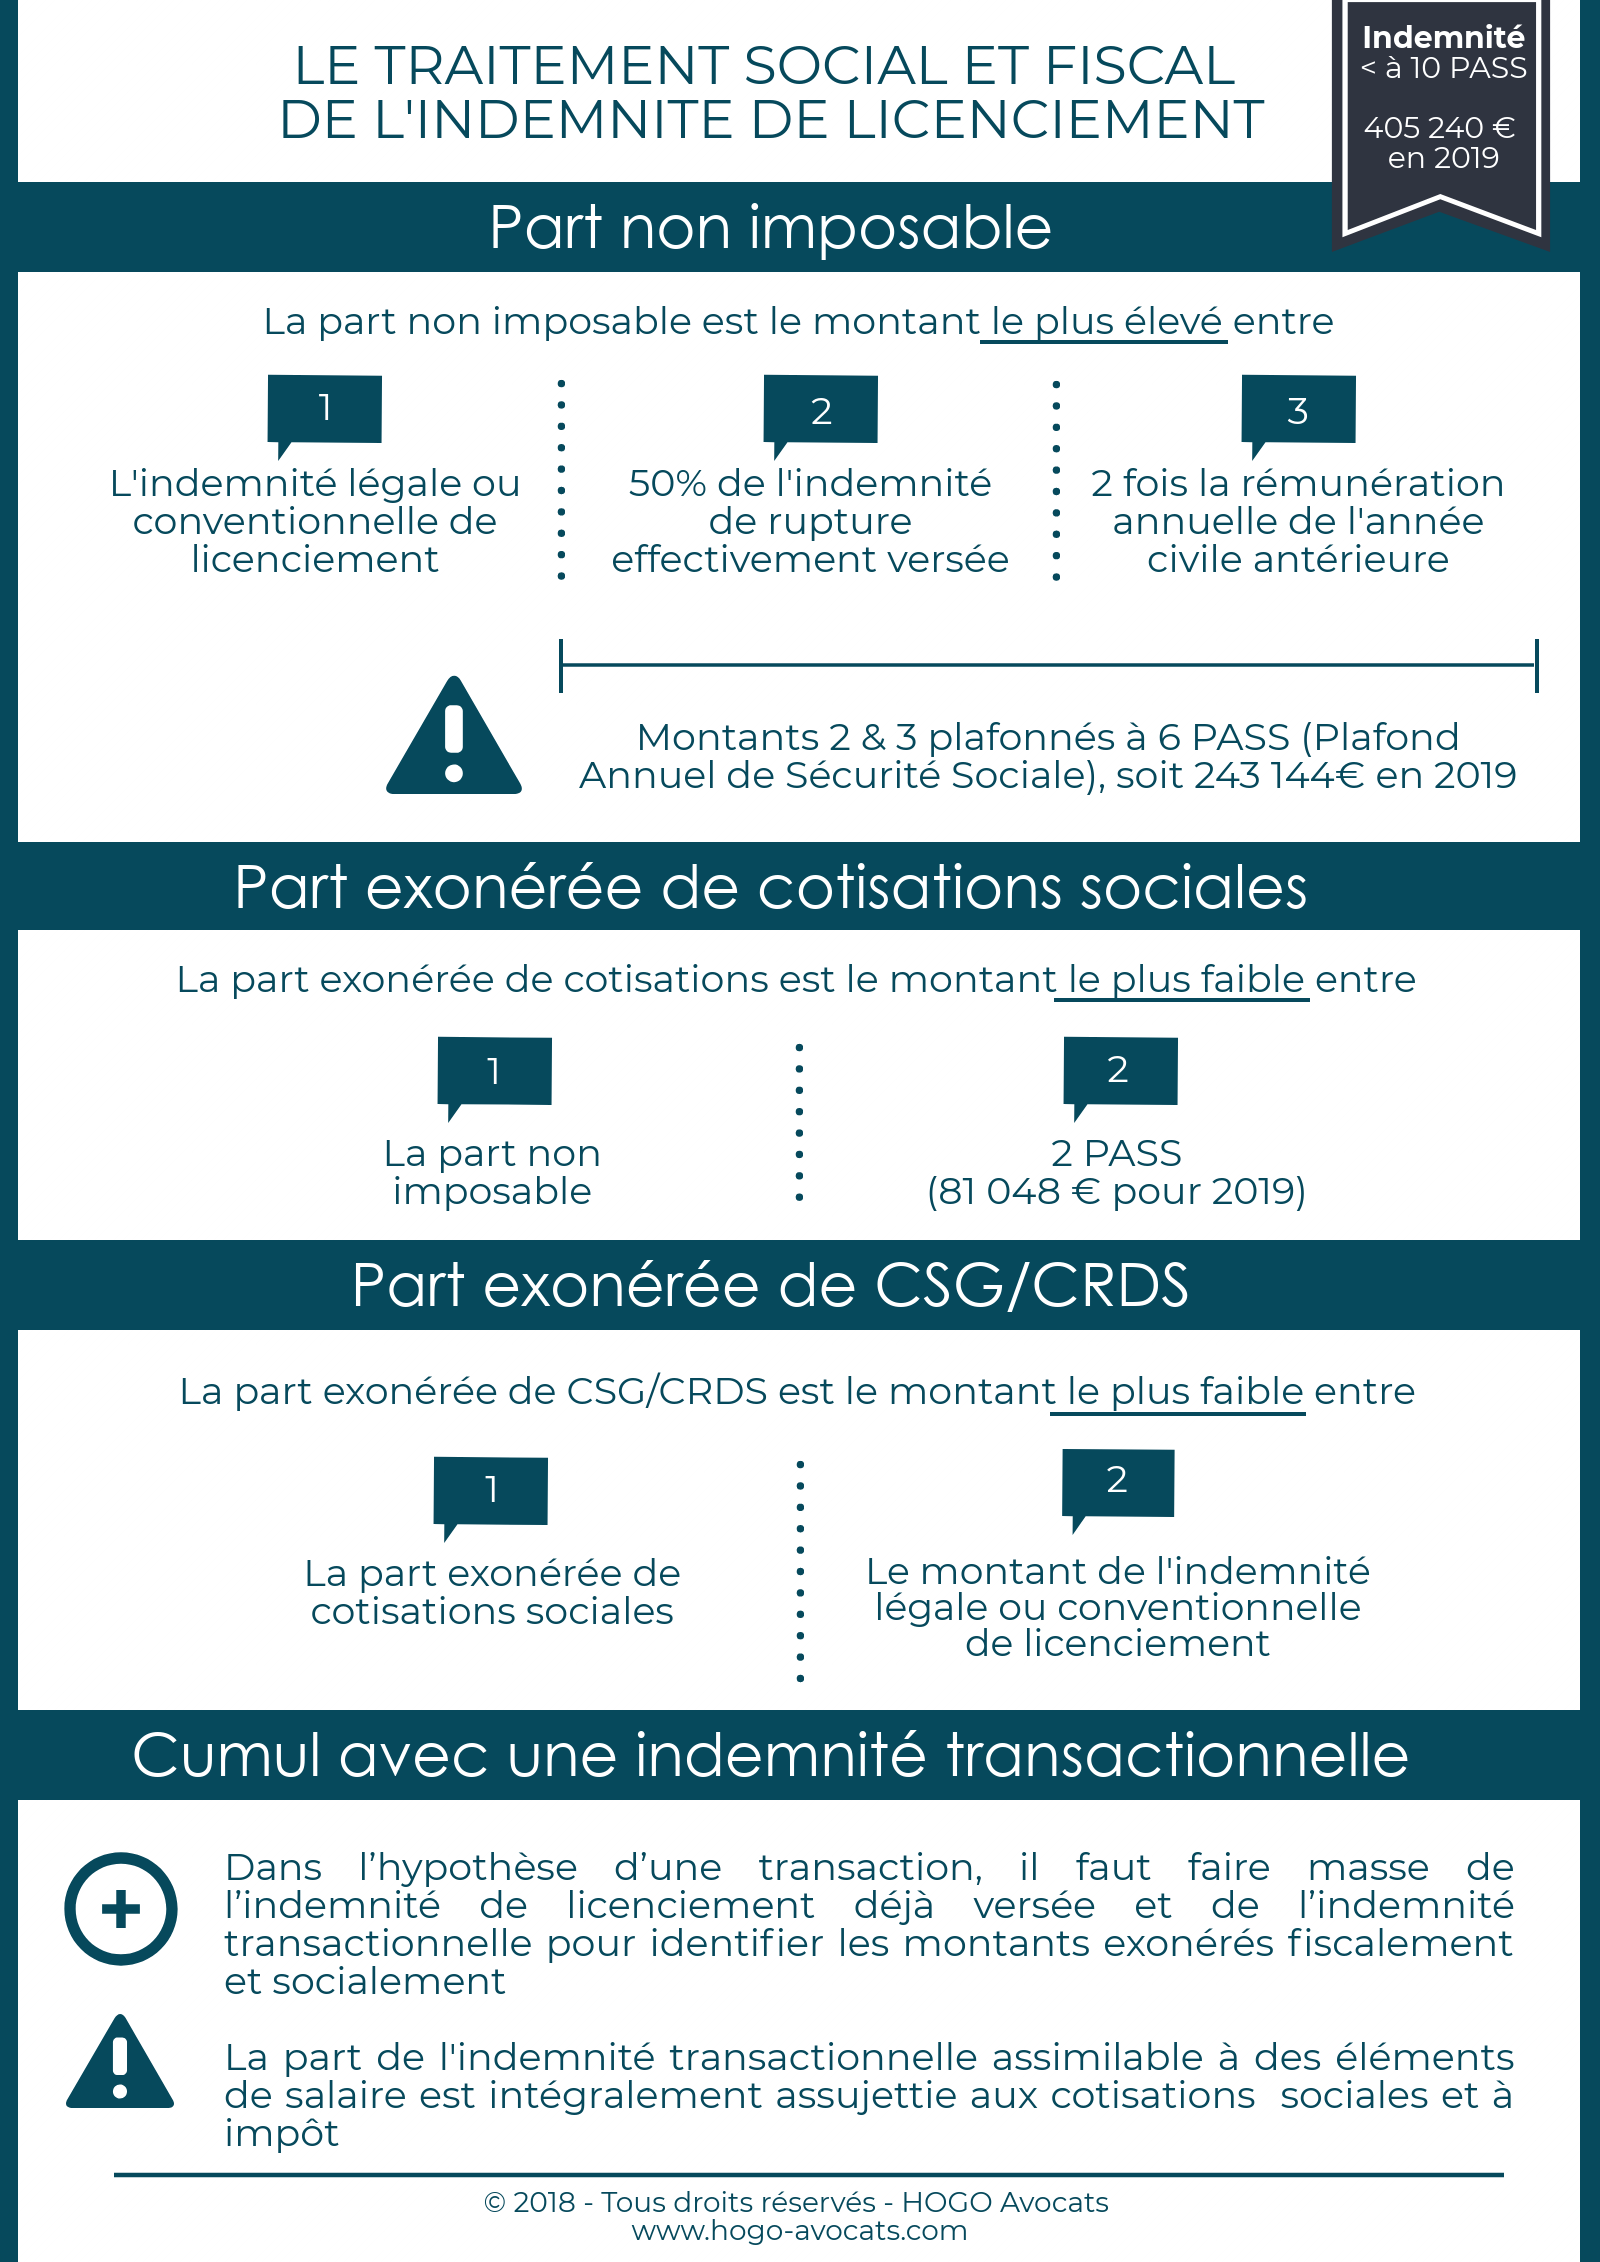 LE TRAITEMENT SOCIAL ET FISCAL
DE L'INDEMNITE DE LICENCIEMENT
Indemnité
< à 10 PASS
405 240 €
en 2019
Part non imposable
La part non imposable est le montant le plus élevé entre
1
L'indemnité légale ou
conventionnelle de
licenciement
2
50% de l'indemnité
de rupture
effectivement versée
3
2 fois la rémunération
annuelle de l'année
civile antérieure
Montants 2 & 3 plafonnés à 6 PASS (Plafond
Annuel de Sécurité Sociale), soit 243 144€ en 2019
Part exonérée de cotisations sociales
La part exonérée de cotisations est le montant le plus faible entre
1
La part non
imposable
2
2 PASS
(81 048 € pour 2019)
Part exonérée de CSG/CRDS
La part exonérée de CSG/CRDS est le montant le plus faible entre
1
La part exonérée de
cotisations sociales
2
Le montant de l'indemnité
légale ou conventionnelle
de licenciement
Cumul avec une indemnité transactionnelle
Dans l’hypothèse d’une transaction, il faut faire masse de
l’indemnité de licenciement déjà versée et de l’indemnité
transactionnelle pour identifier les montants exonérés fiscalement
et socialement
La part de l'indemnité transactionnelle assimilable à des éléments
de salaire est intégralement assujettie aux cotisations  sociales et à
impôt
© 2018 - Tous droits réservés - HOGO Avocats
www.hogo-avocats.com